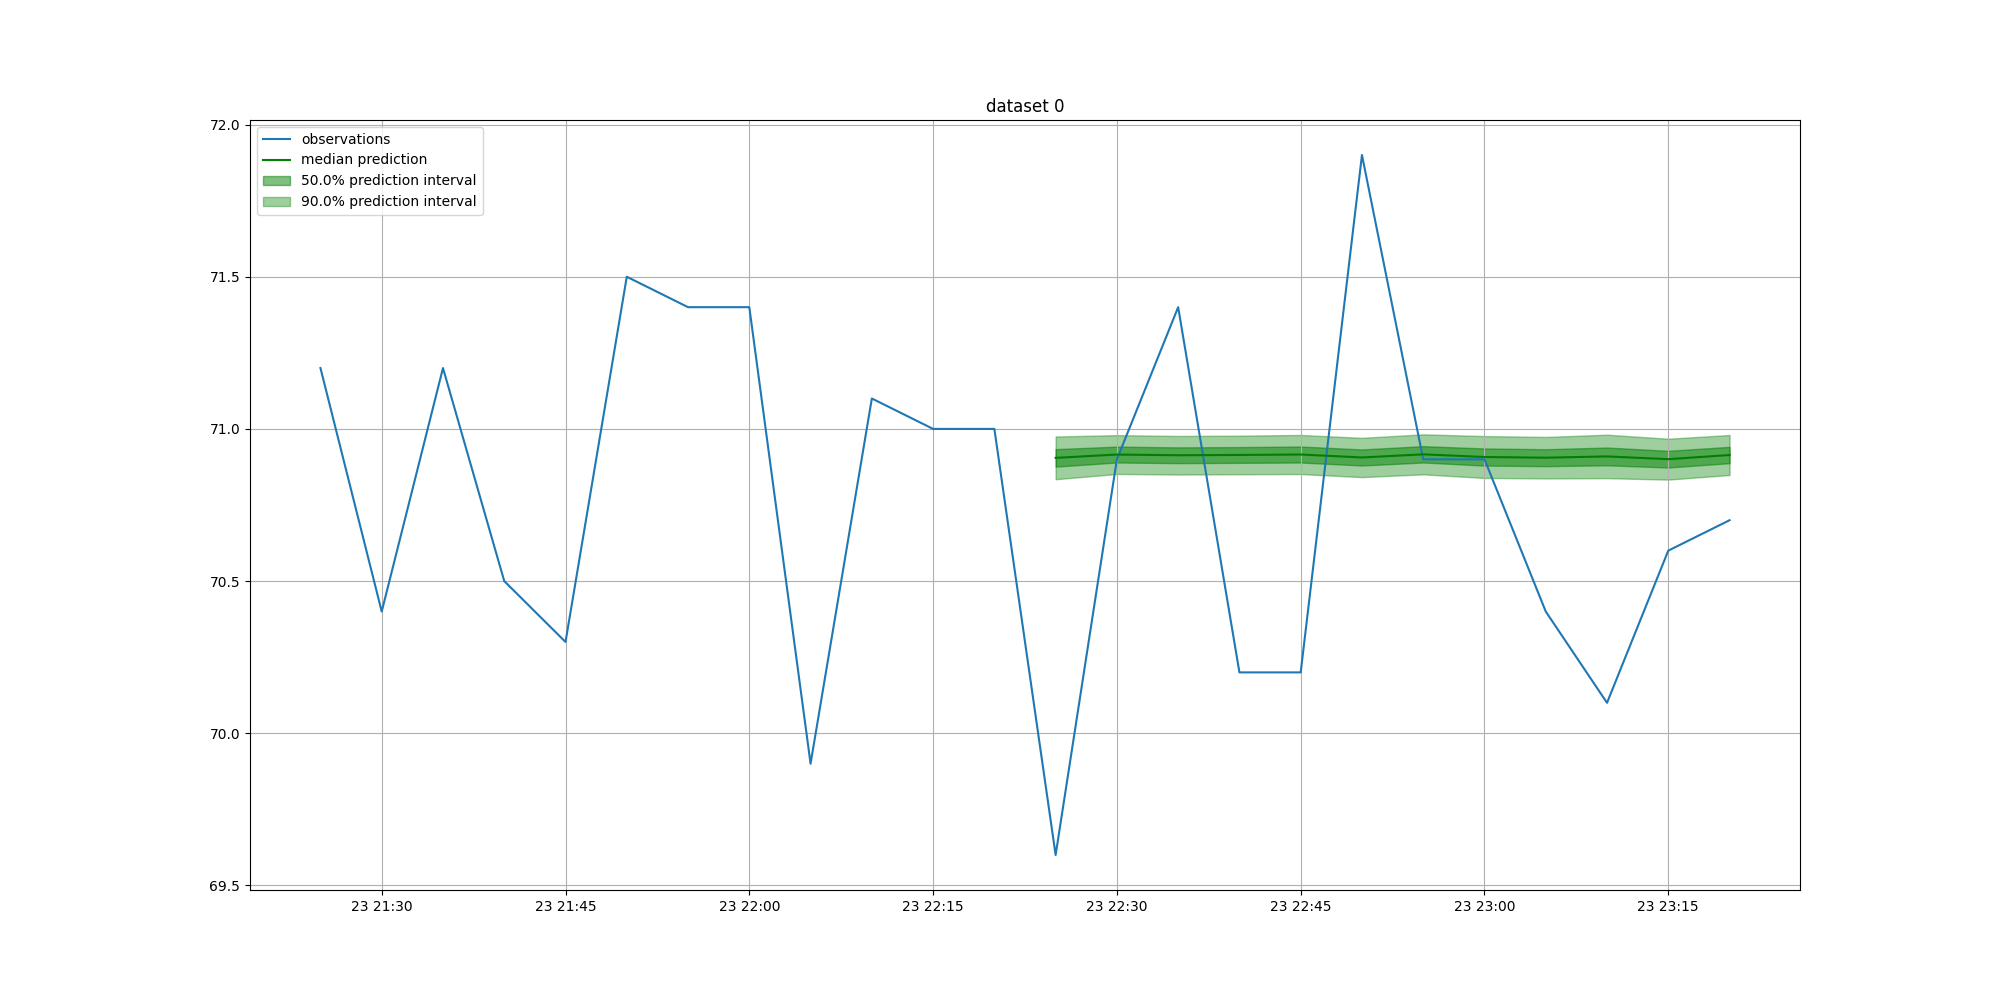 dataset 0
72.0
71.5
71.0
70.5
70.0
69.5
observations
median prediction
50.0% prediction interval
90.0% prediction interval
23 21:30
23 21:45
23 22:00
23 22:15
23 22:30
23 22:45
23 23:00
23 23:15